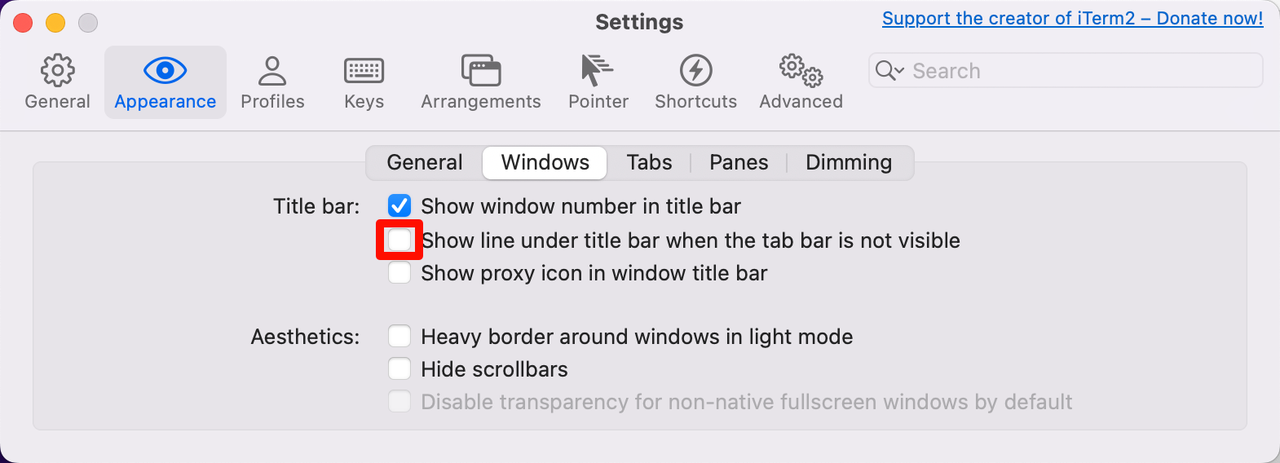 Settings
Support the creator of iTerm2 – Donate now!
General Appearance Profiles Keys Arrangements Pointer Shortcuts Advanced
Search
General Windows Tabs Panes Dimming
Title bar: Show window number in title bar
Show line under title bar when the tab bar is not visible
Show proxy icon in window title bar
Aesthetics: Heavy border around windows in light mode
Hide scrollbars
Disable transparency for non-native fullscreen windows by default